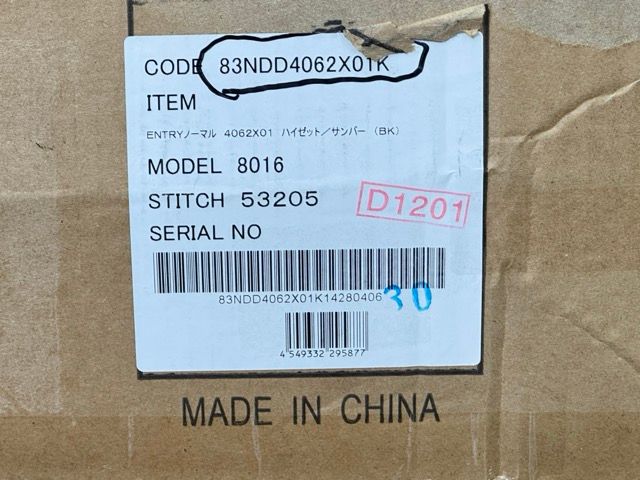 CODE 83NDD4062X01K
ITEM
ENTRYノーマル 4062X01 ハイゼット/サンバー (BK)
MODEL 8016
STITCH 53205
D1201
SERIAL NO
83NDD4062X01K14280406
30
4 549332 295877
MADE IN CHINA